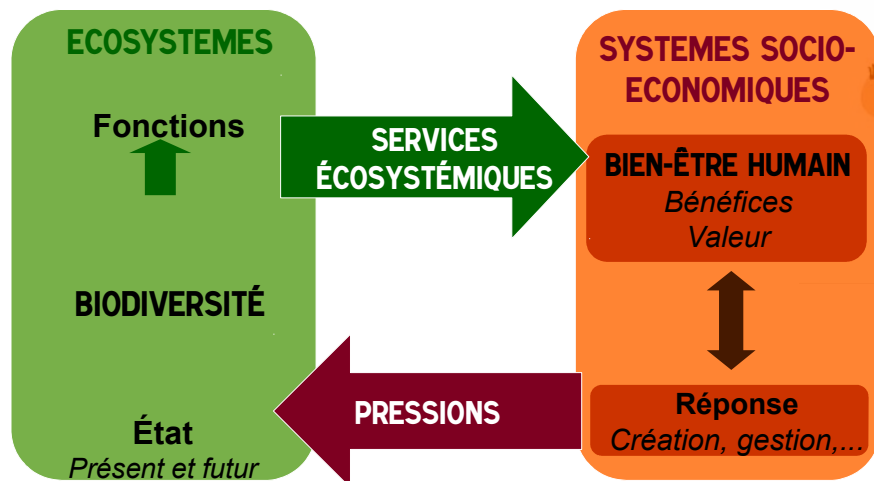 ECOSYSTEMES
Fonctions
BIODIVERSITÉ
État
Présent et futur
SERVICES
ÉCOSYSTÉMIQUES
PRESSIONS
SYSTEMES SOCIO-
ECONOMIQUES
BIEN-ÊTRE HUMAIN
Bénéfices
Valeur
Réponse
Création, gestion,...